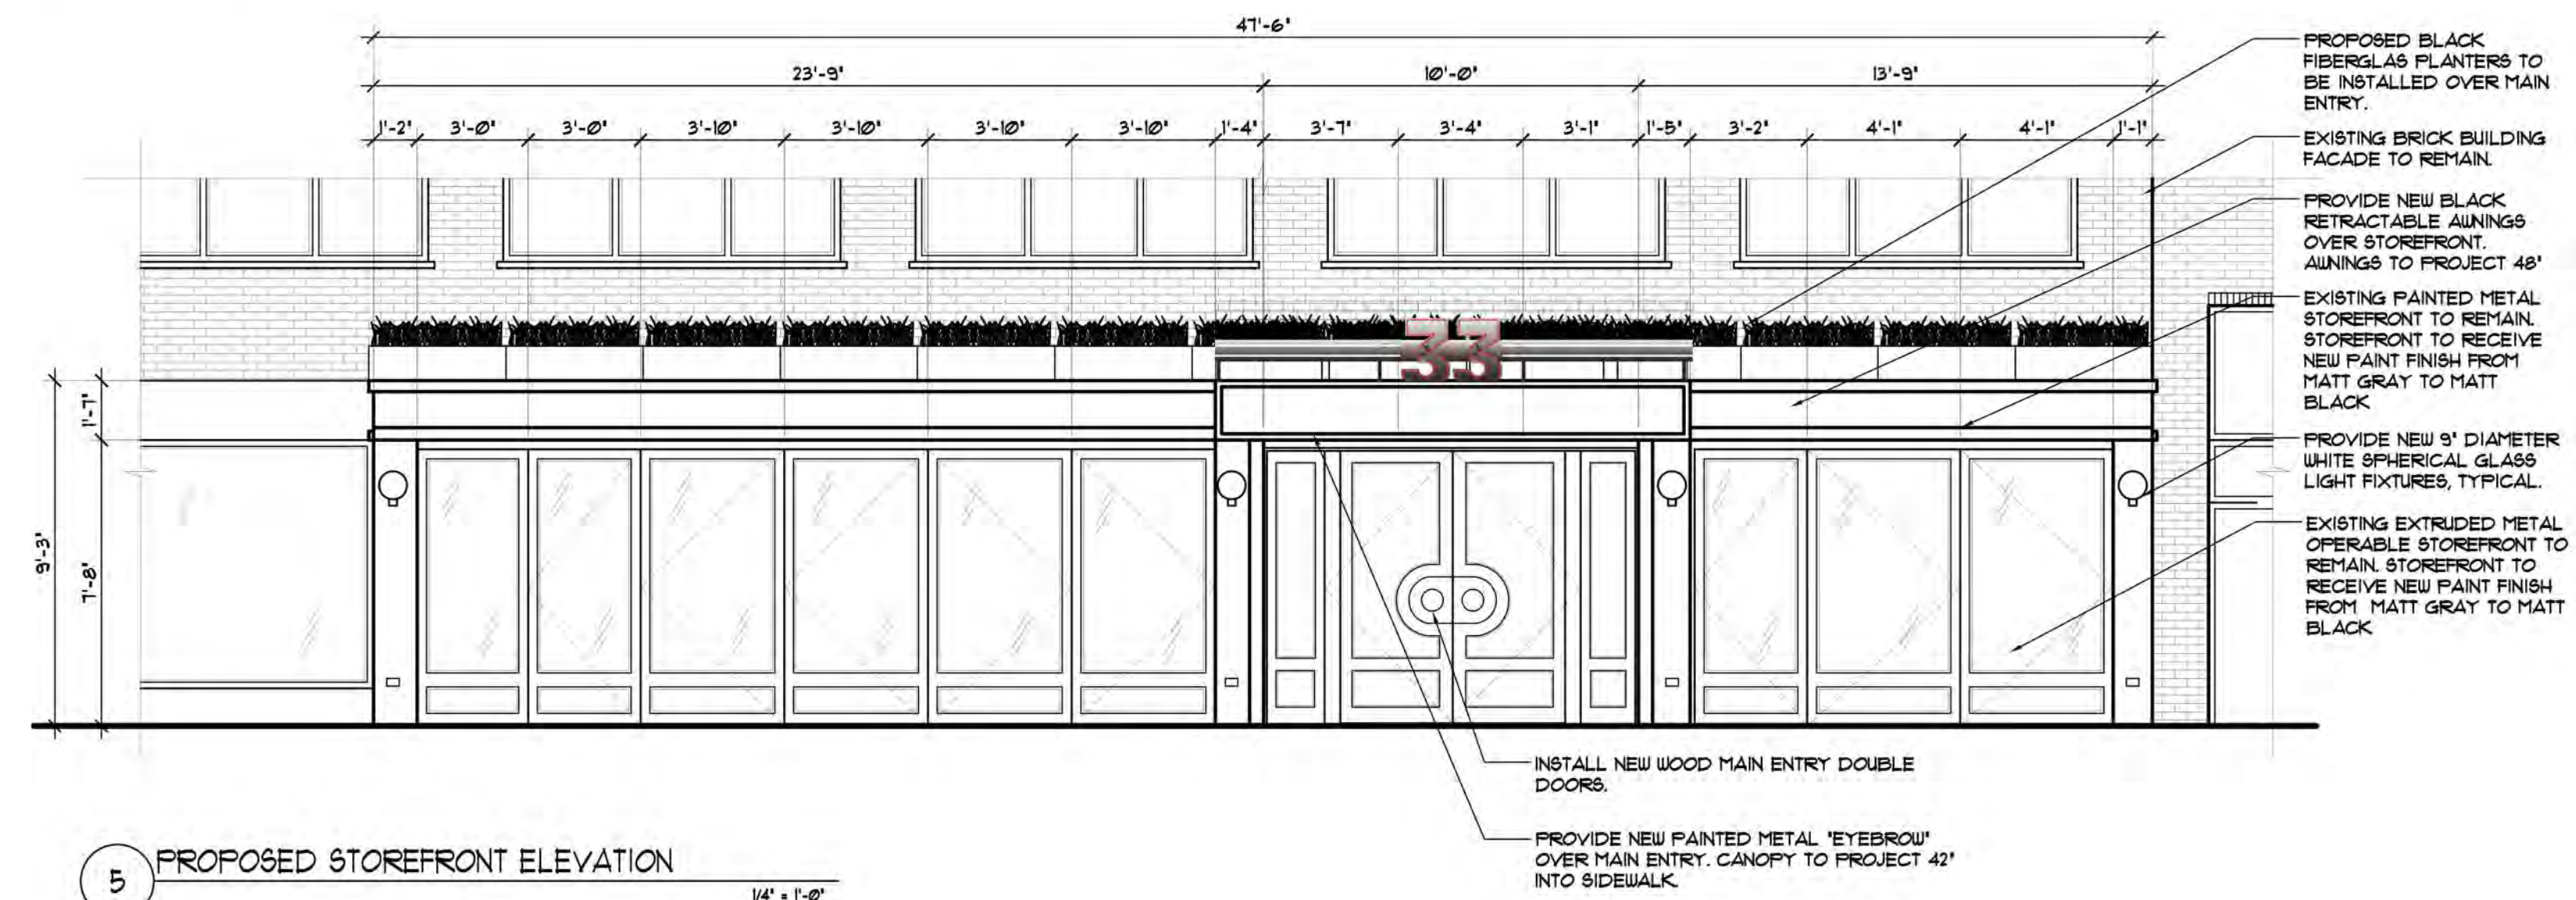 47'-6"
23'-9"
10'-0"
13'-9"
1'-2"
3'-0"
3'-0"
3'-10"
3'-10"
3'-10"
3'-10"
1'-4"
3'-7"
3'-4"
3'-1"
1'-5"
3'-2"
4'-1"
4'-1"
1'-1"
PROPOSED BLACK
FIBERGLAS PLANTERS TO
BE INSTALLED OVER MAIN
ENTRY.
EXISTING BRICK BUILDING
FACADE TO REMAIN.
PROVIDE NEW BLACK
RETRACTABLE AWNINGS
OVER STOREFRONT.
AWNINGS TO PROJECT 48"
EXISTING PAINTED METAL
STOREFRONT TO REMAIN.
STOREFRONT TO RECEIVE
NEW PAINT FINISH FROM
MATT GRAY TO MATT
BLACK
PROVIDE NEW 9" DIAMETER
WHITE SPHERICAL GLASS
LIGHT FIXTURES, TYPICAL.
EXISTING EXTRUDED METAL
OPERABLE STOREFRONT TO
REMAIN. STOREFRONT TO
RECEIVE NEW PAINT FINISH
FROM MATT GRAY TO MATT
BLACK
33
1'-7"
9'-3"
7'-8"
INSTALL NEW WOOD MAIN ENTRY DOUBLE
DOORS.
PROVIDE NEW PAINTED METAL "EYEBROW"
OVER MAIN ENTRY. CANOPY TO PROJECT 42"
INTO SIDEWALK
5 PROPOSED STOREFRONT ELEVATION
1/4" = 1'-0"